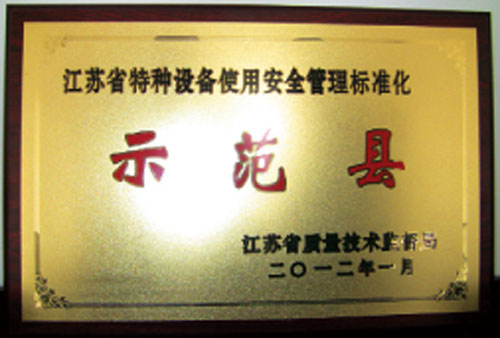 江苏省特种设备使用安全管理标准化
示范县
江苏省质量技术监督局
二〇一二年一月